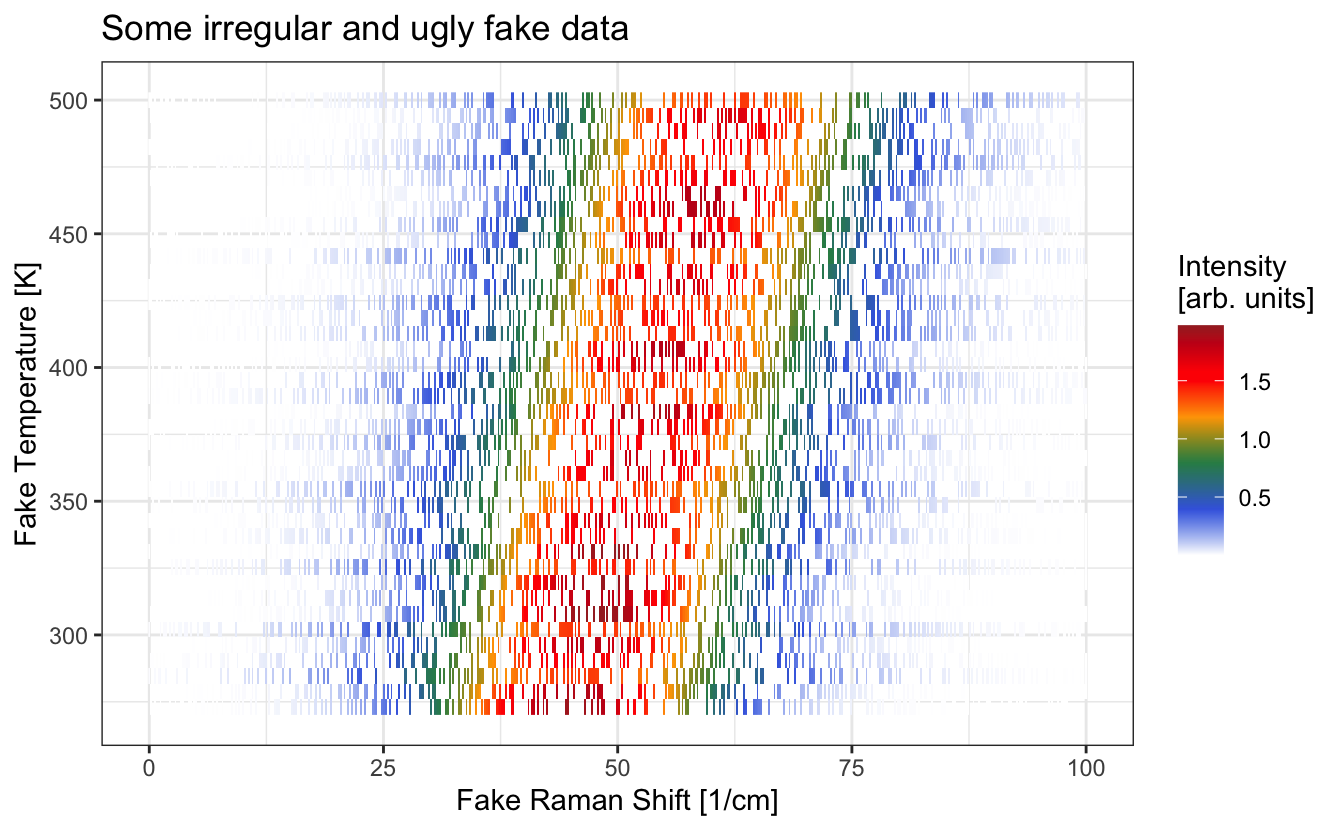 Some irregular and ugly fake data
500
450
400
350
300
Fake Temperature [K]
0
25
50
75
100
Fake Raman Shift [1/cm]
Intensity
[arb. units]
1.5
1.0
0.5